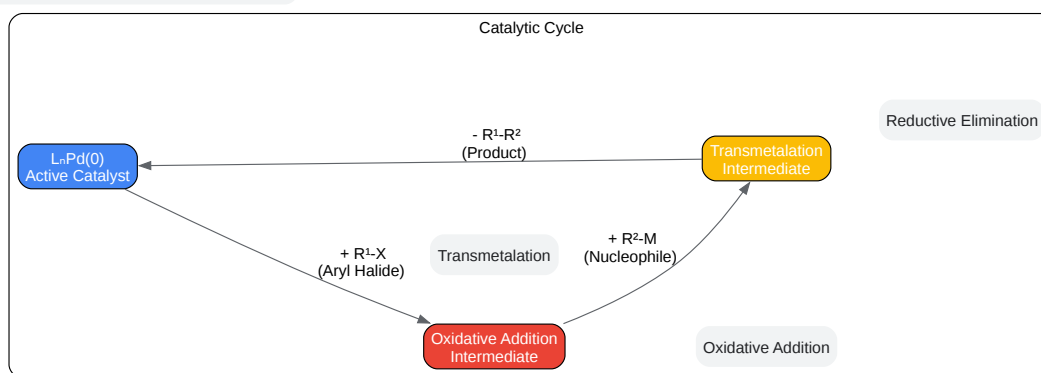 Catalytic Cycle
Reductive Elimination
- R¹-R²
(Product)
LₙPd(0)
Active Catalyst
Transmetalation
Intermediate
+ R¹-X
(Aryl Halide)
Transmetalation
+ R²-M
(Nucleophile)
Oxidative Addition
Intermediate
Oxidative Addition